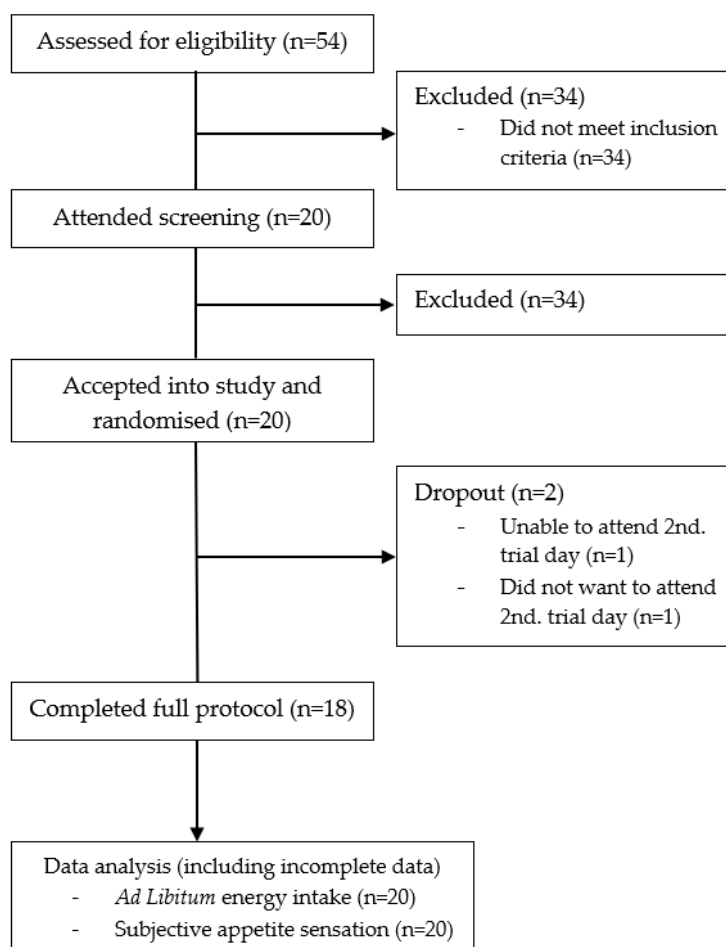 Assessed for eligibility (n=54)
Excluded (n=34)
- Did not meet inclusion
criteria (n=34)
Attended screening (n=20)
Excluded (n=34)
Accepted into study and
randomised (n=20)
Dropout (n=2)
- Unable to attend 2nd.
trial day (n=1)
- Did not want to attend
2nd. trial day (n=1)
Completed full protocol (n=18)
Data analysis (including incomplete data)
- Ad Libitum energy intake (n=20)
- Subjective appetite sensation (n=20)